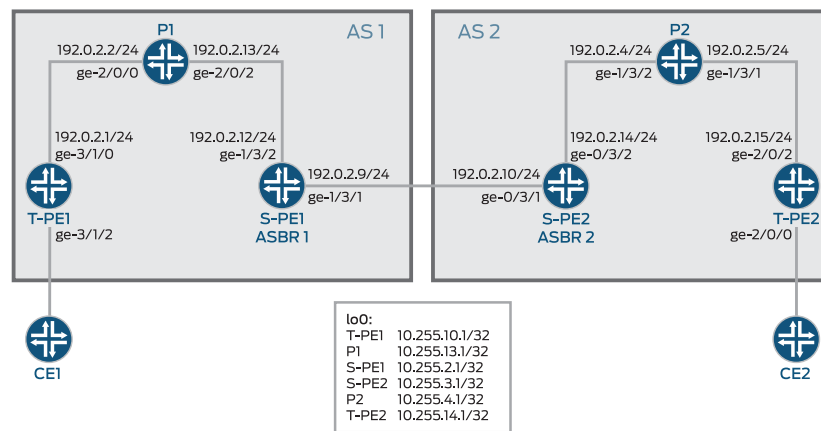 AS 1
P1
192.0.2.2/24
192.0.2.13/24
ge-2/0/0
ge-2/0/2
192.0.2.1/24
ge-3/1/0
192.0.2.12/24
ge-1/3/2
192.0.2.9/24
ge-1/3/1
T-PE1
S-PE1
ASBR 1
ge-3/1/2
CE1
AS 2
P2
192.0.2.4/24
192.0.2.5/24
ge-1/3/2
ge-1/3/1
192.0.2.14/24
ge-0/3/2
192.0.2.15/24
ge-2/0/2
192.0.2.10/24
ge-0/3/1
S-PE2
ASBR 2
T-PE2
ge-2/0/0
CE2
lo0:
T-PE1 10.255.10.1/32
P1 10.255.13.1/32
S-PE1 10.255.2.1/32
S-PE2 10.255.3.1/32
P2 10.255.4.1/32
T-PE2 10.255.14.1/32